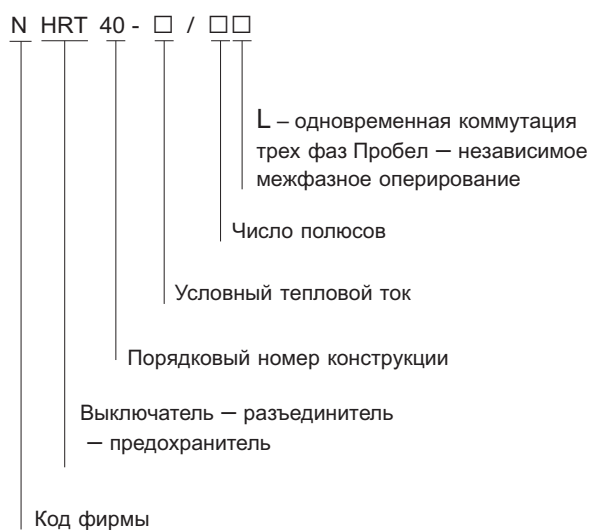 N HRT 40 - □ / □□
L – одновременная коммутация
трех фаз Пробел — независимое
межфазное оперирование
Число полюсов
Условный тепловой ток
Порядковый номер конструкции
Выключатель — разъединитель
— предохранитель
Код фирмы